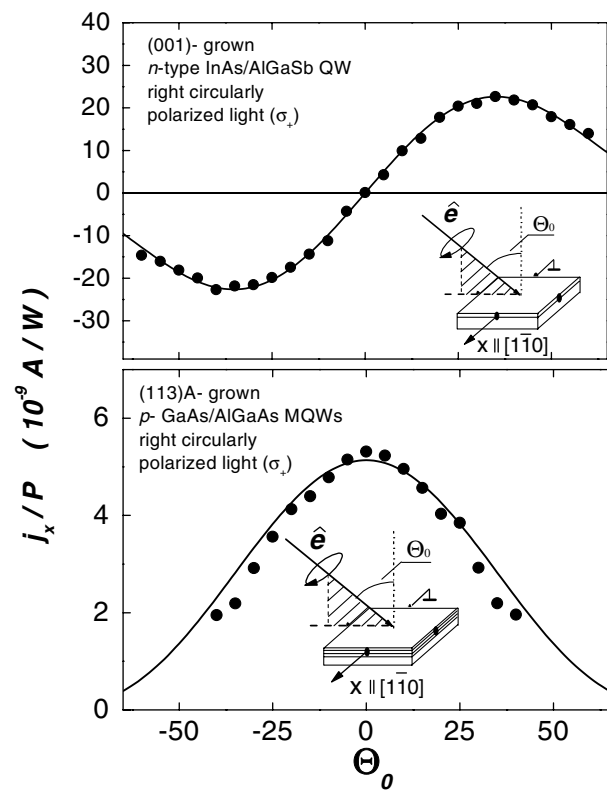 40
(001)- grown
30
n-type InAs/AlGaSb QW
right circularly
20
polarized light (σ+)
10
0
ê
Θ0
-10
-20
-30
⊥
x || [11̄0]
j_x / P ( 10^-9 A / W )
(113)A- grown
p- GaAs/AlGaAs MQWs
6
right circularly
polarized light (σ+)
4
ê
Θ0
2
⊥
x || [11̄0]
0
-50 -25 0 25 50
Θ0